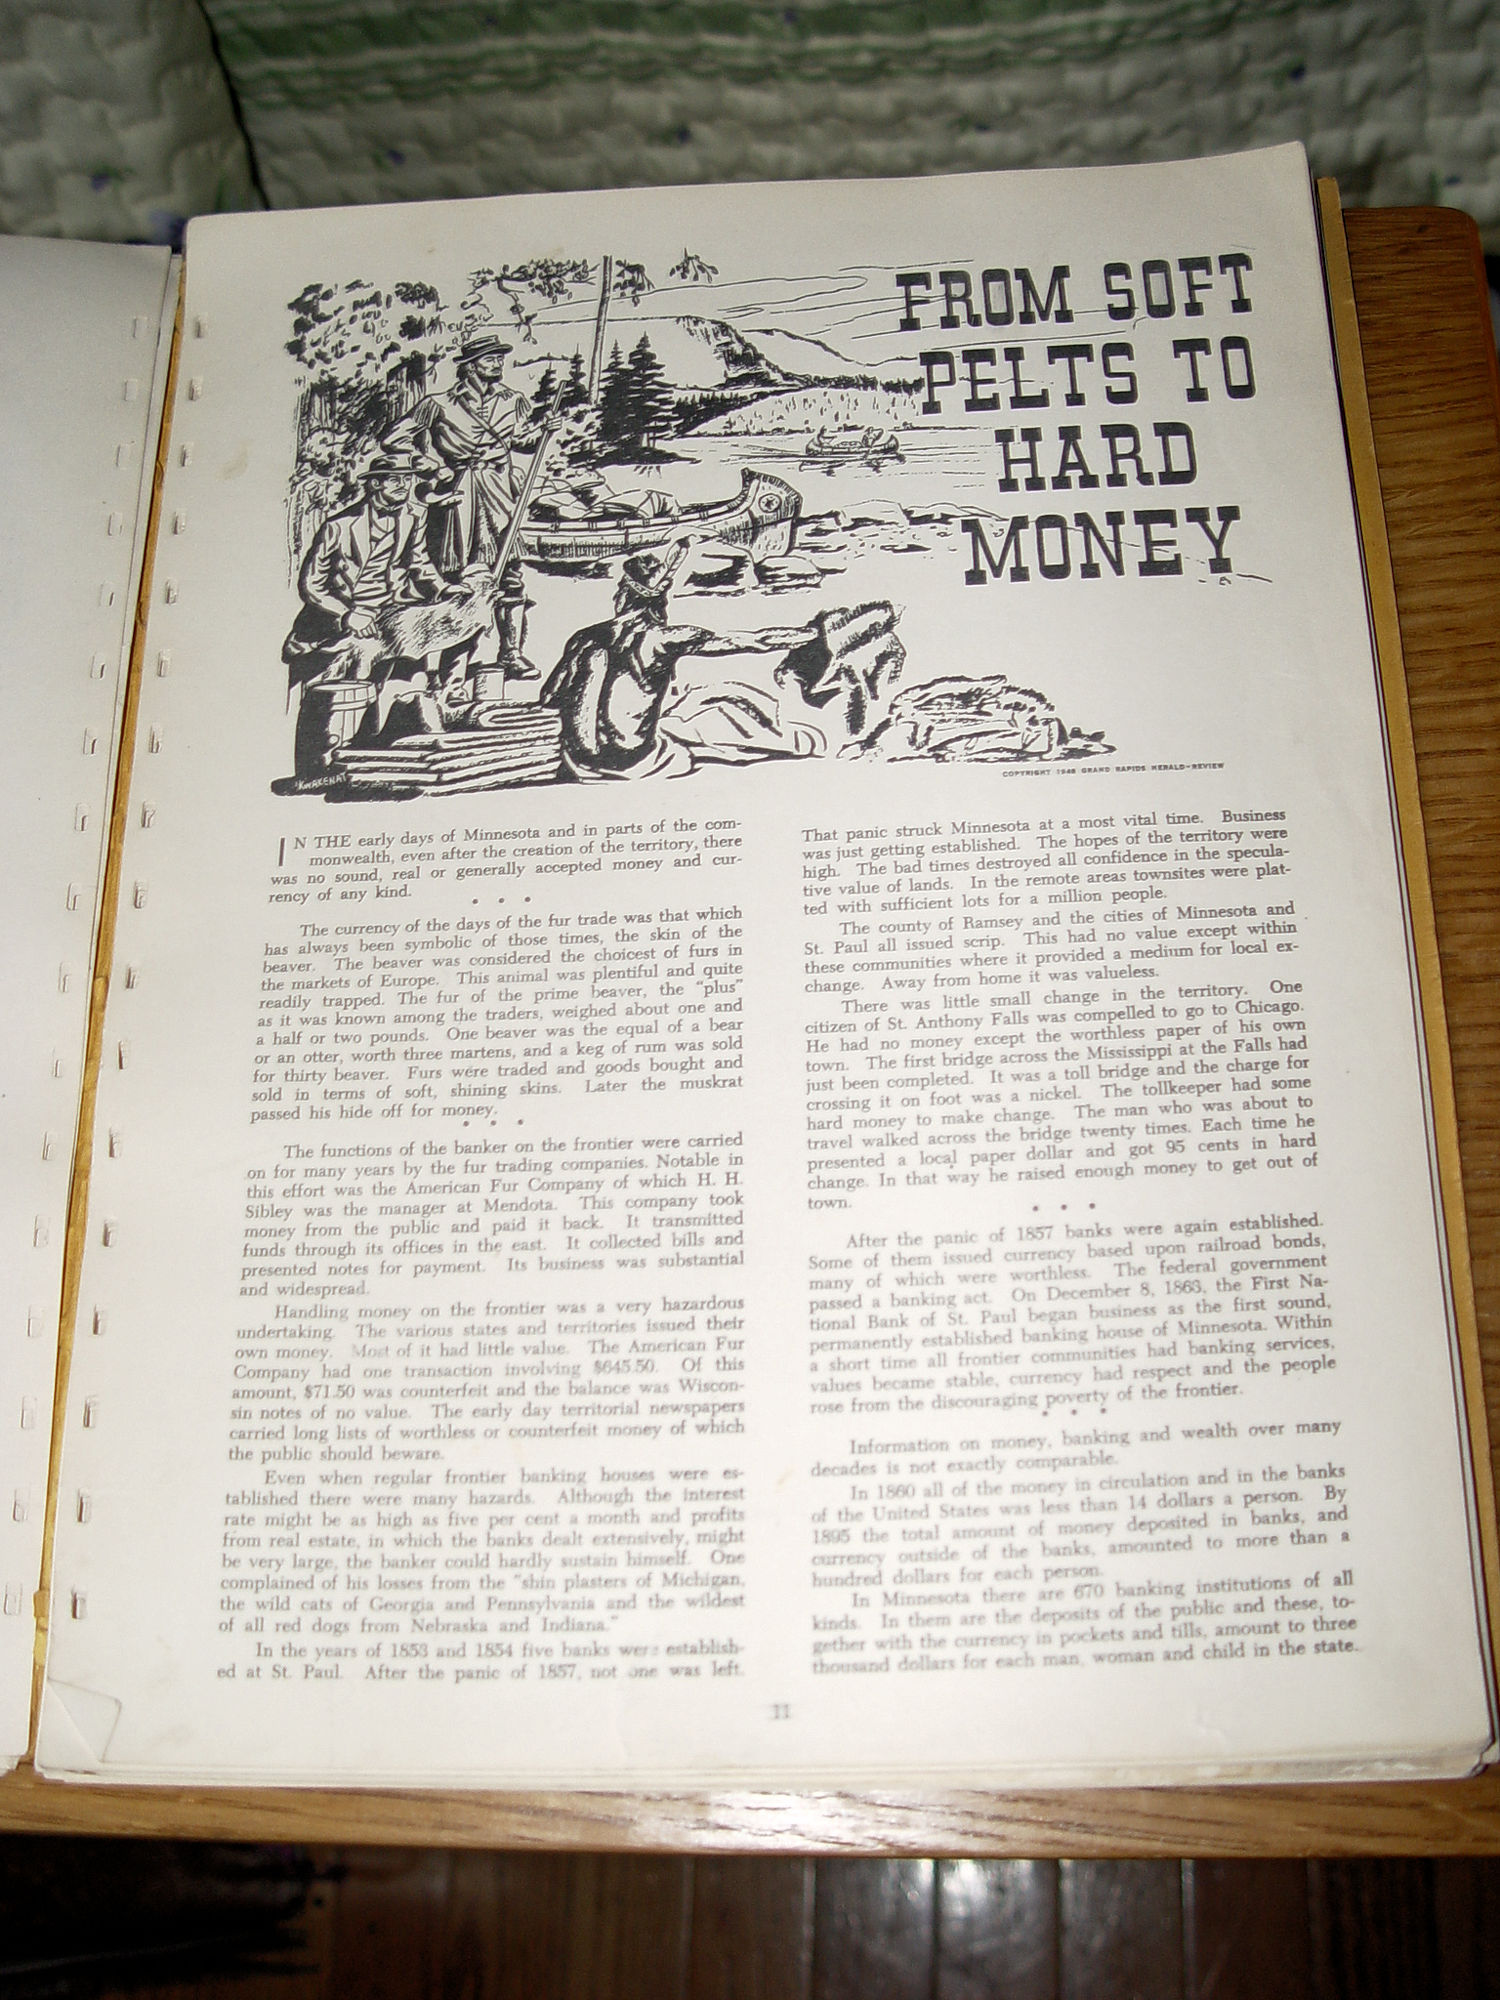 FROM SOFT
PELTS TO
HARD
MONEY
COPYRIGHT 1948 GRAND RAPIDS HERALD-REVIEW
IN THE early days of Minnesota and in parts of the com-
monwealth, even after the creation of the territory, there
was no sound, real or generally accepted money and cur-
rency of any kind.
• • •
The currency of the days of the fur trade was that which
has always been symbolic of those times, the skin of the
beaver. The beaver was considered the choicest of furs in
the markets of Europe. This animal was plentiful and quite
readily trapped. The fur of the prime beaver, the "plus"
as it was known among the traders, weighed about one and
a half or two pounds. One beaver was the equal of a bear
or an otter, worth three martens, and a keg of rum was sold
for thirty beaver. Furs were traded and goods bought and
sold in terms of soft, shining skins. Later the muskrat
passed his hide off for money.
• • •
The functions of the banker on the frontier were carried
on for many years by the fur trading companies. Notable in
this effort was the American Fur Company of which H. H.
Sibley was the manager at Mendota. This company took
money from the public and paid it back. It transmitted
funds through its offices in the east. It collected bills and
presented notes for payment. Its business was substantial
and widespread.
Handling money on the frontier was a very hazardous
undertaking. The various states and territories issued their
own money. Most of it had little value. The American Fur
Company had one transaction involving $645.50. Of this
amount, $71.50 was counterfeit and the balance was Wiscon-
sin notes of no value. The early day territorial newspapers
carried long lists of worthless or counterfeit money of which
the public should beware.
Even when regular frontier banking houses were es-
tablished there were many hazards. Although the interest
rate might be as high as five per cent a month and profits
from real estate, in which the banks dealt extensively, might
be very large, the banker could hardly sustain himself. One
complained of his losses from the "shin plasters of Michigan,
the wild cats of Georgia and Pennsylvania and the wildest
of all red dogs from Nebraska and Indiana."
In the years of 1853 and 1854 five banks were establish-
ed at St. Paul. After the panic of 1857, not one was left.
That panic struck Minnesota at a most vital time. Business
was just getting established. The hopes of the territory were
high. The bad times destroyed all confidence in the specula-
tive value of lands. In the remote areas townsites were plat-
ted with sufficient lots for a million people.
The county of Ramsey and the cities of Minnesota and
St. Paul all issued scrip. This had no value except within
these communities where it provided a medium for local ex-
change. Away from home it was valueless.
There was little small change in the territory. One
citizen of St. Anthony Falls was compelled to go to Chicago.
He had no money except the worthless paper of his own
town. The first bridge across the Mississippi at the Falls had
just been completed. It was a toll bridge and the charge for
crossing it on foot was a nickel. The tollkeeper had some
hard money to make change. The man who was about to
travel walked across the bridge twenty times. Each time he
presented a local paper dollar and got 95 cents in hard
change. In that way he raised enough money to get out of
town.
• • •
After the panic of 1857 banks were again established.
Some of them issued currency based upon railroad bonds,
many of which were worthless. The federal government
passed a banking act. On December 8, 1863, the First Na-
tional Bank of St. Paul began business as the first sound,
permanently established banking house of Minnesota. Within
a short time all frontier communities had banking services,
values became stable, currency had respect and the people
rose from the discouraging poverty of the frontier.
• • •
Information on money, banking and wealth over many
decades is not exactly comparable.
In 1860 all of the money in circulation and in the banks
of the United States was less than 14 dollars a person. By
1895 the total amount of money deposited in banks, and
currency outside of the banks, amounted to more than a
hundred dollars for each person.
In Minnesota there are 670 banking institutions of all
kinds. In them are the deposits of the public and these, to-
gether with the currency in pockets and tills, amount to three
thousand dollars for each man, woman and child in the state.
11